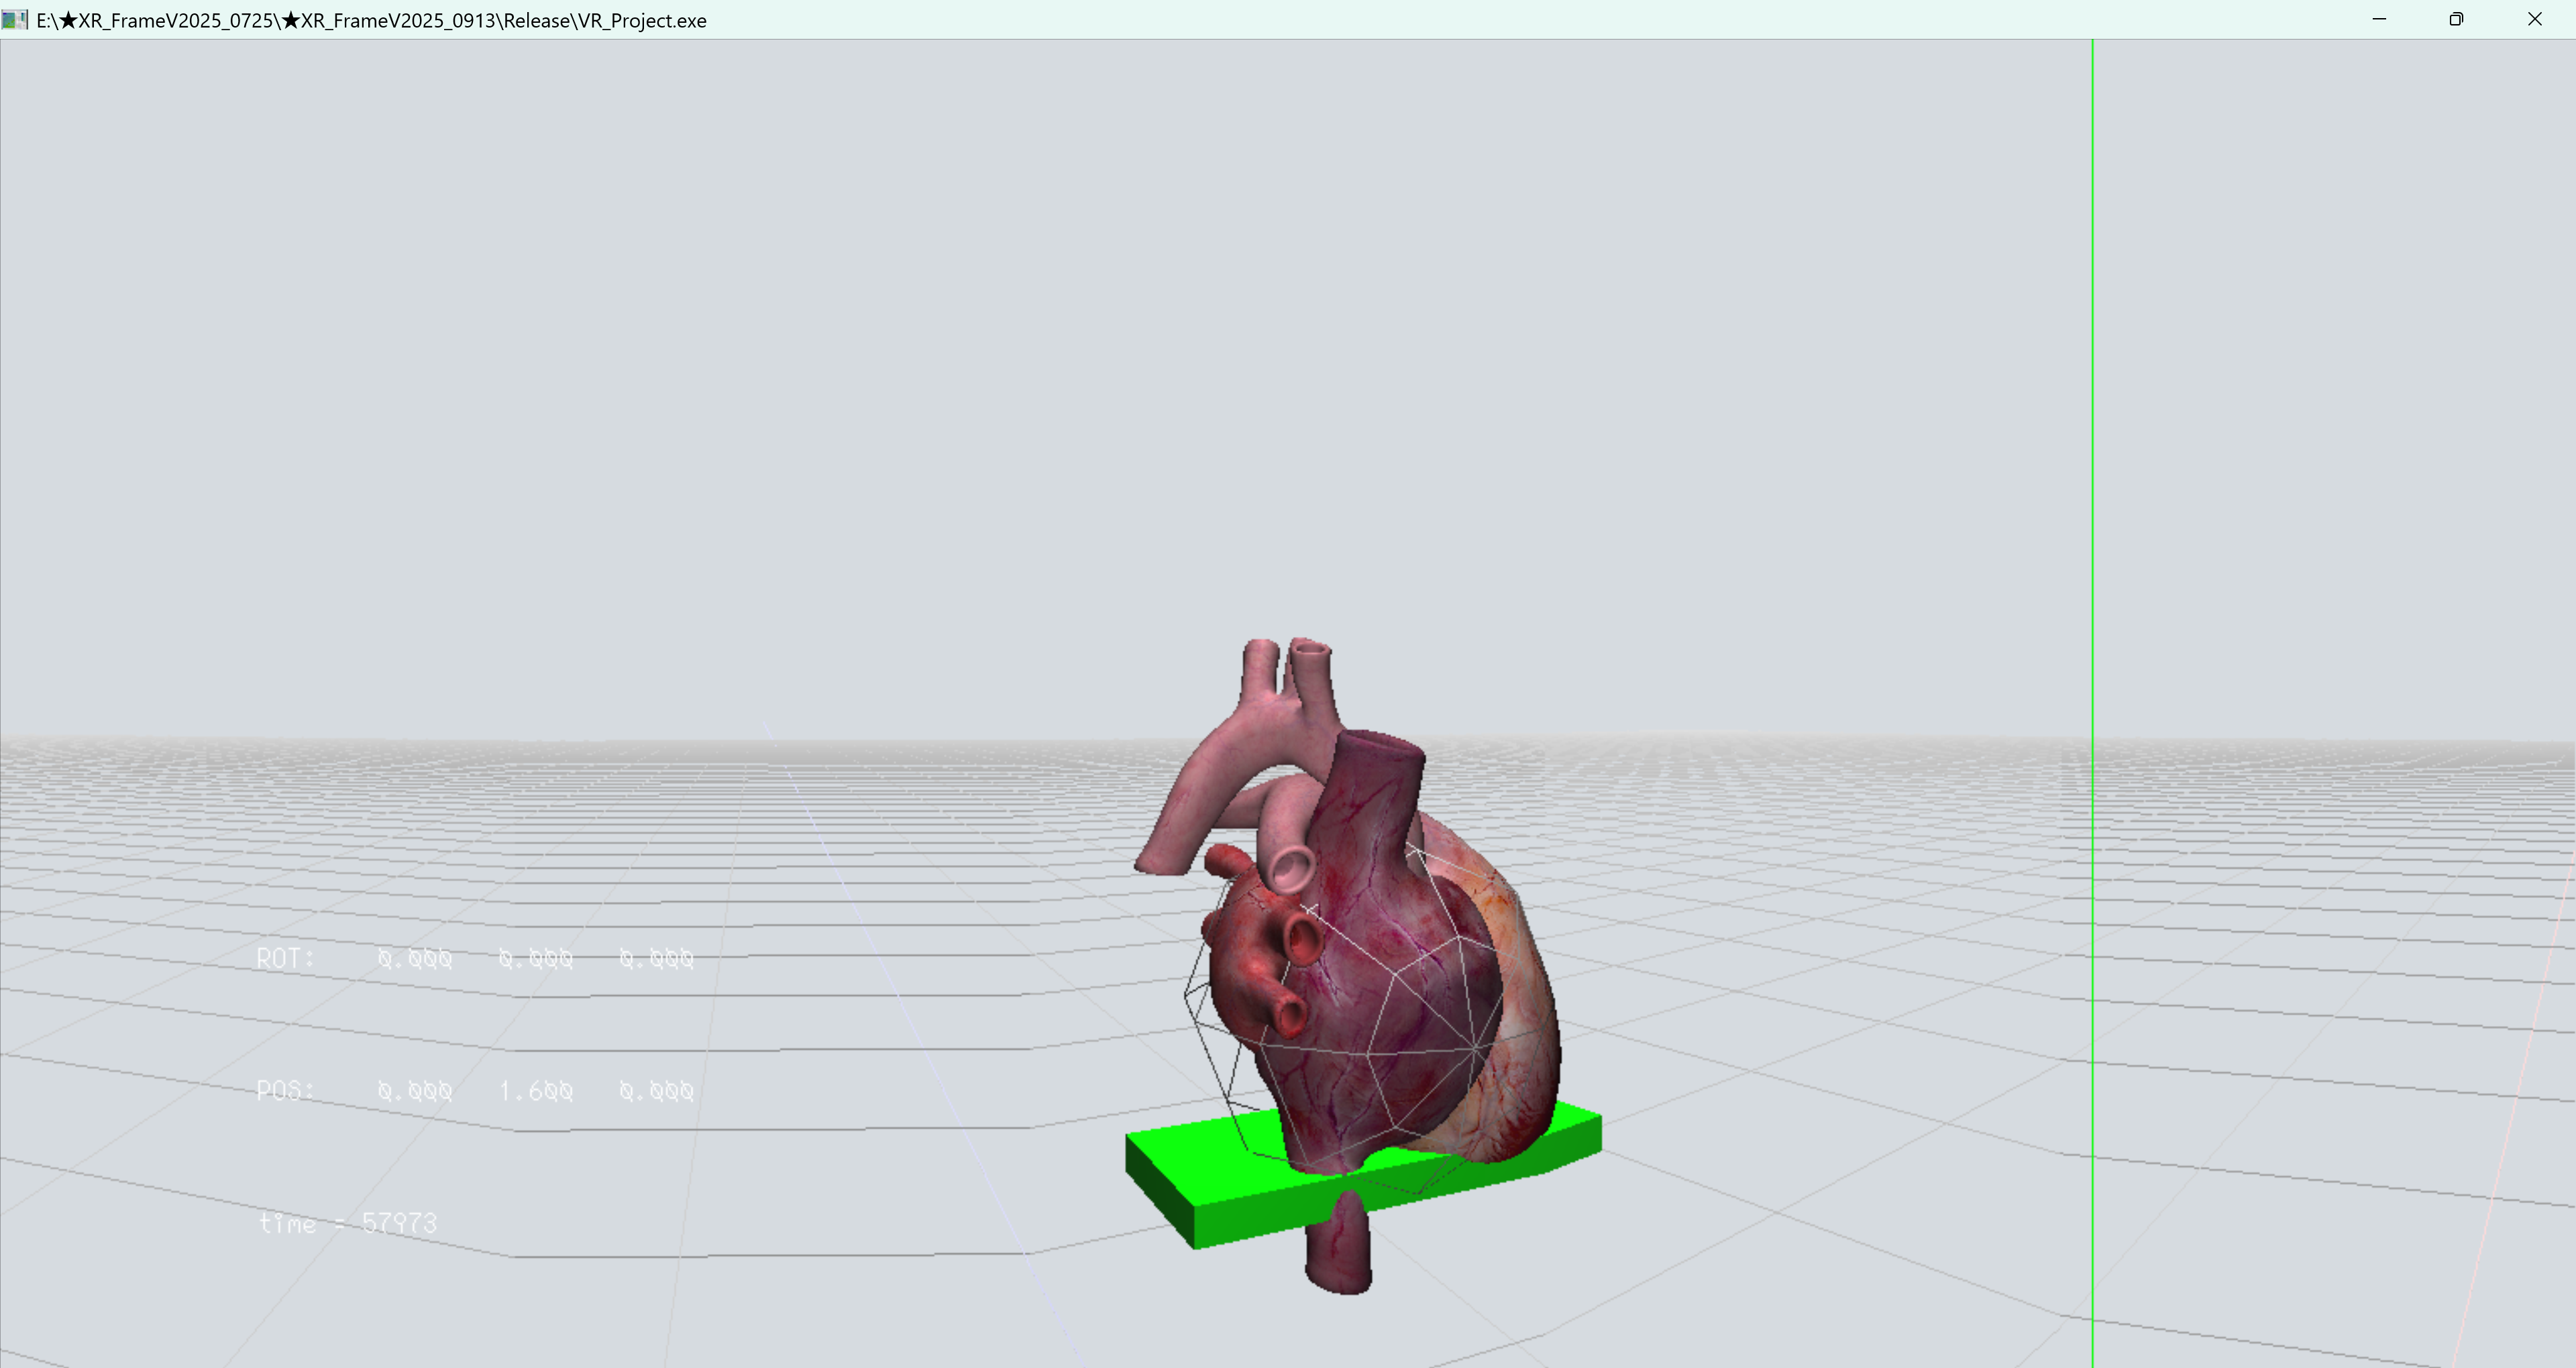 E:\★XR_FrameV2025_0725\★XR_FrameV2025_0913\Release\VR_Project.exe
ROT: 0.000 0.000 0.000
POS: 0.000 1.600 0.000
time = 57973